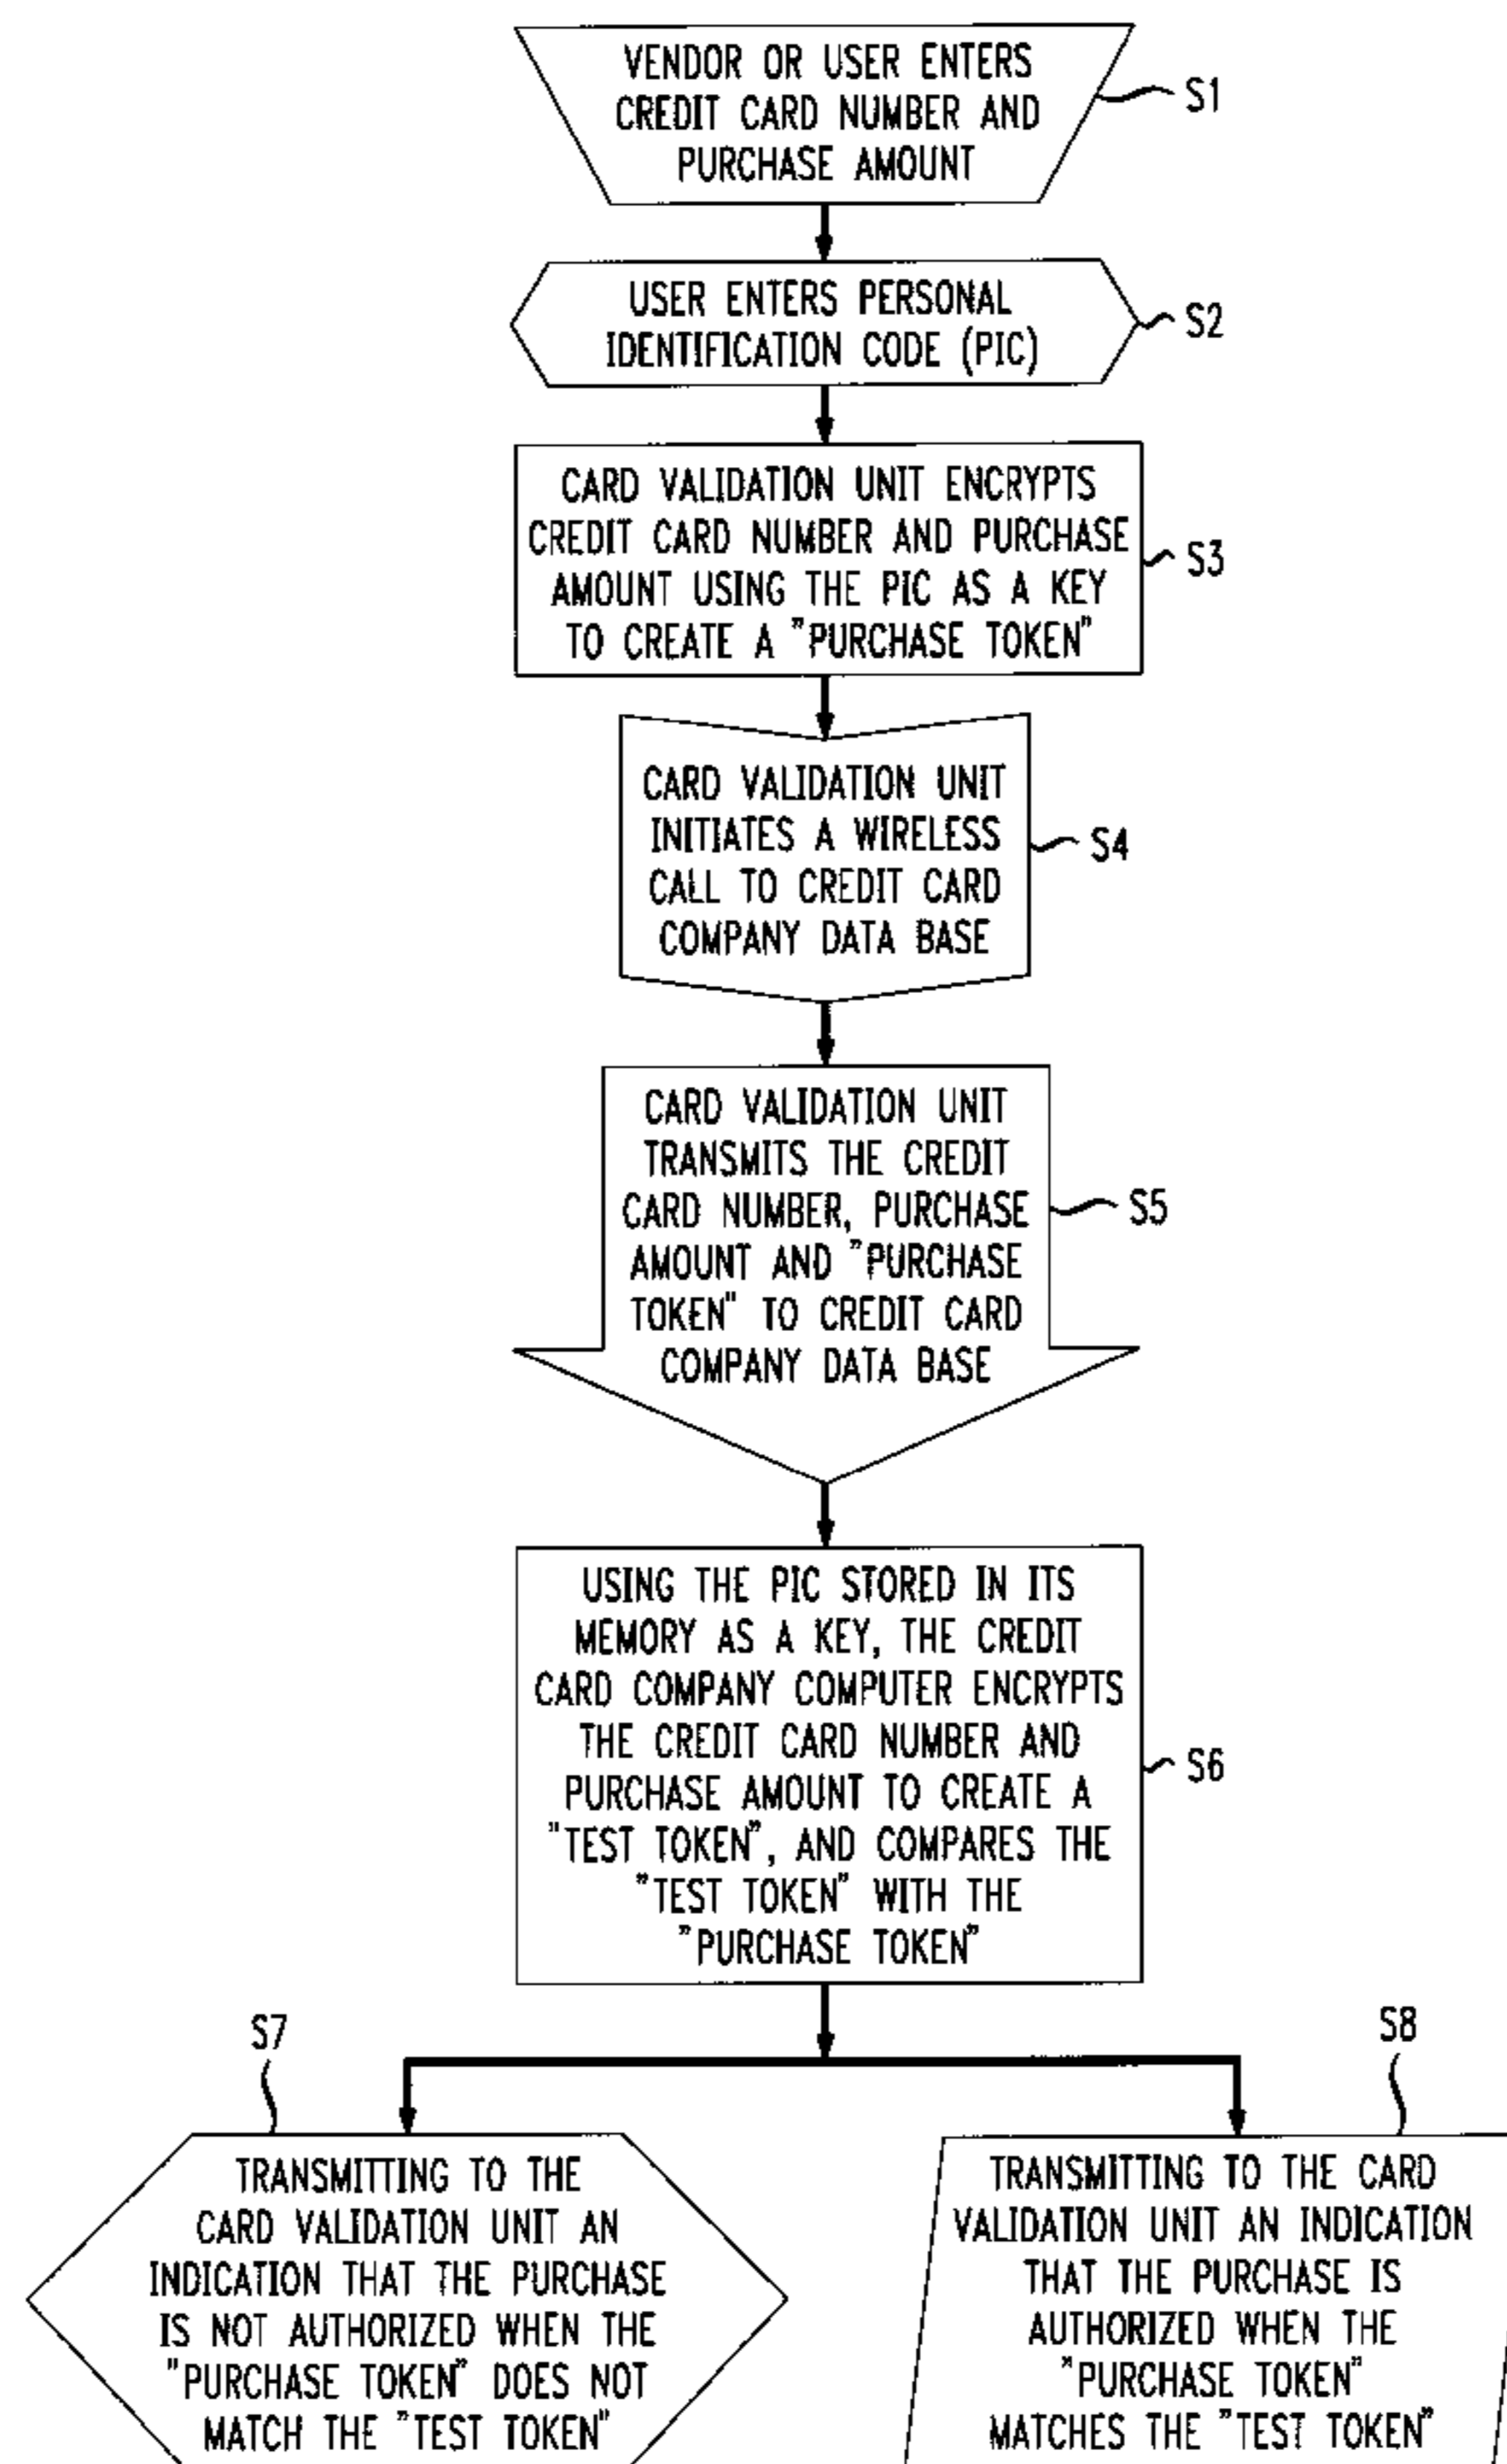 VENDOR OR USER ENTERS
CREDIT CARD NUMBER AND
PURCHASE AMOUNT
S1
USER ENTERS PERSONAL
IDENTIFICATION CODE (PIC)
S2
CARD VALIDATION UNIT ENCRYPTS
CREDIT CARD NUMBER AND PURCHASE
AMOUNT USING THE PIC AS A KEY
TO CREATE A "PURCHASE TOKEN"
S3
CARD VALIDATION UNIT
INITIATES A WIRELESS
CALL TO CREDIT CARD
COMPANY DATA BASE
S4
CARD VALIDATION UNIT
TRANSMITS THE CREDIT
CARD NUMBER, PURCHASE
AMOUNT AND "PURCHASE
TOKEN" TO CREDIT CARD
COMPANY DATA BASE
S5
USING THE PIC STORED IN ITS
MEMORY AS A KEY, THE CREDIT
CARD COMPANY COMPUTER ENCRYPTS
THE CREDIT CARD NUMBER AND
PURCHASE AMOUNT TO CREATE A
"TEST TOKEN", AND COMPARES THE
"TEST TOKEN" WITH THE
"PURCHASE TOKEN"
S6
S7
TRANSMITTING TO THE
CARD VALIDATION UNIT AN
INDICATION THAT THE PURCHASE
IS NOT AUTHORIZED WHEN THE
"PURCHASE TOKEN" DOES NOT
MATCH THE "TEST TOKEN"
S8
TRANSMITTING TO THE CARD
VALIDATION UNIT AN INDICATION
THAT THE PURCHASE IS
AUTHORIZED WHEN THE
"PURCHASE TOKEN"
MATCHES THE "TEST TOKEN"